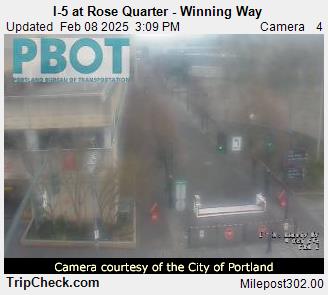 I-5 at Rose Quarter - Winning Way
Updated Feb 08 2025 3:09 PM Camera 4
PBOT
PORTLAND BUREAU OF TRANSPORTATION
Camera courtesy of the City of Portland
TripCheck.com Milepost302.00